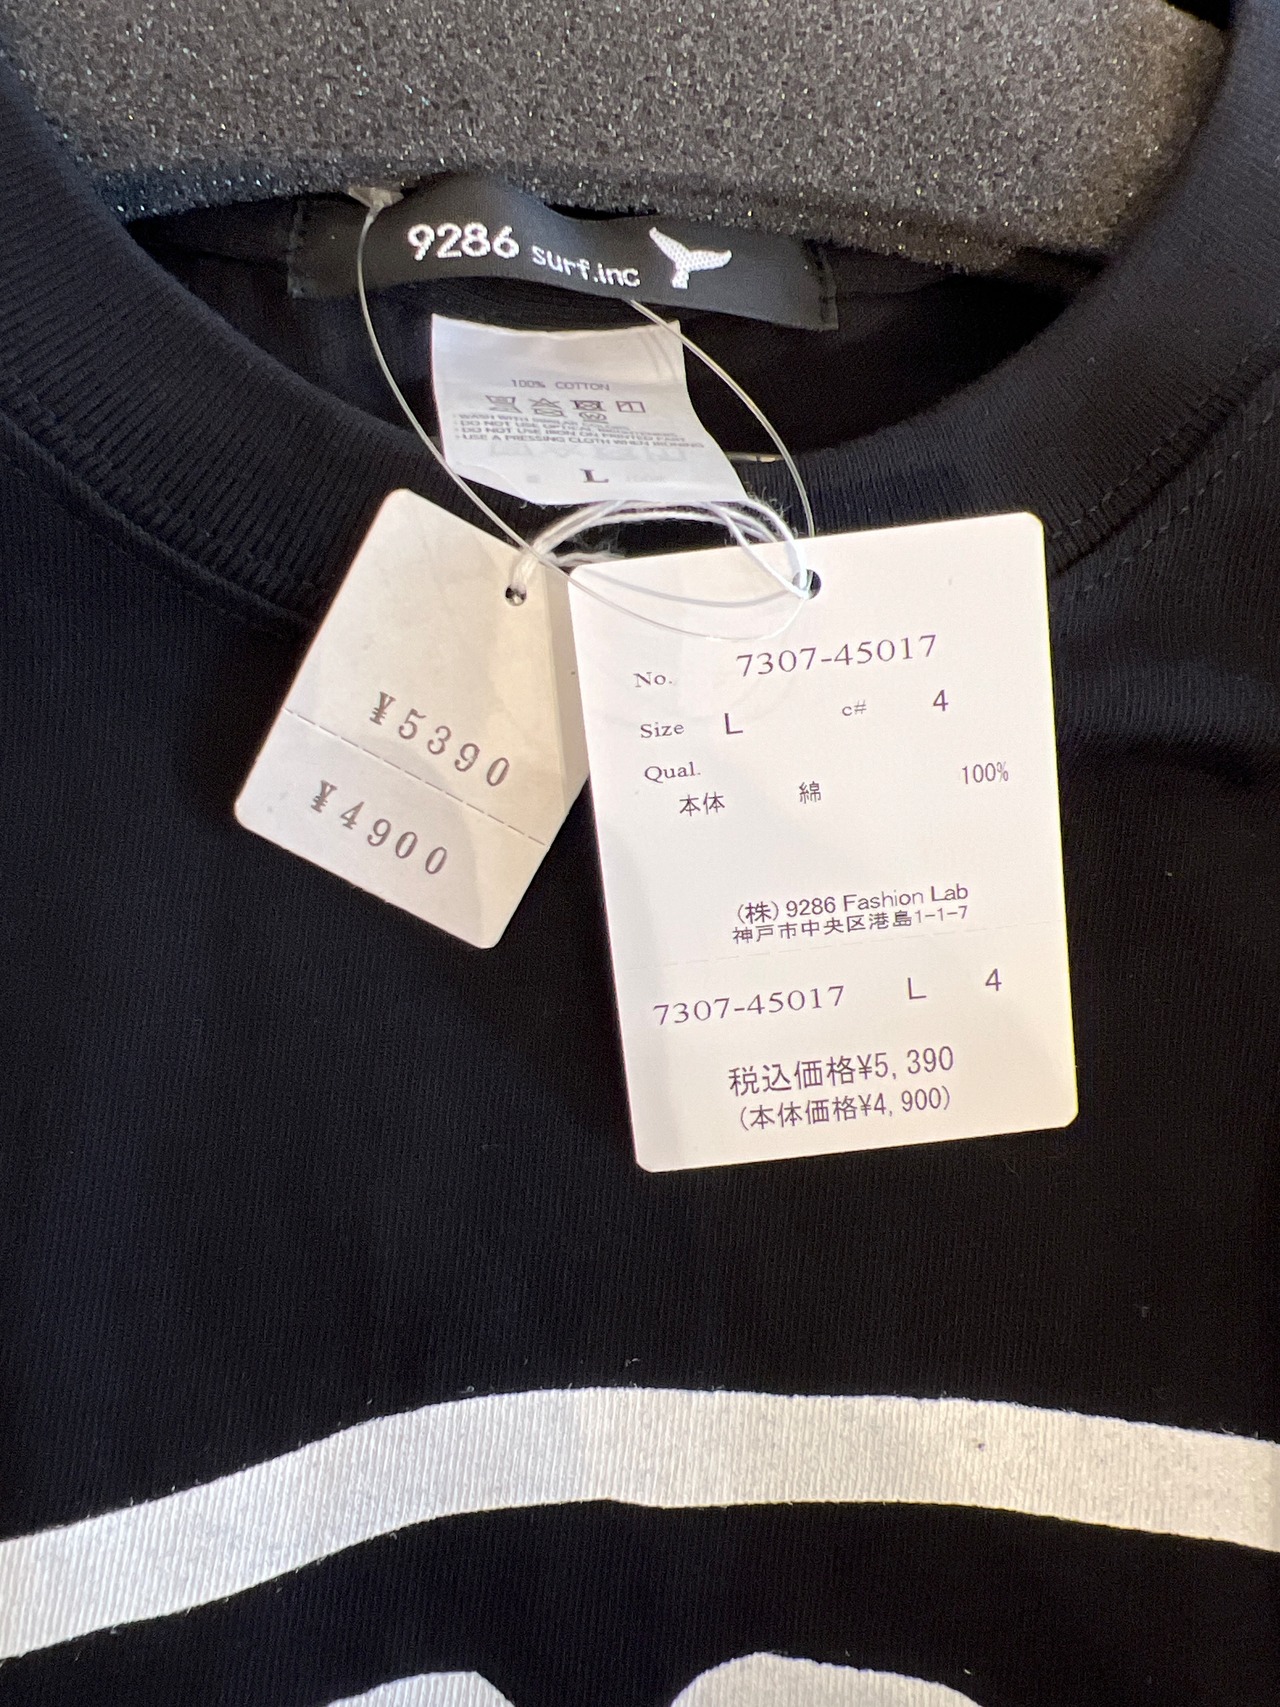 9286 surf.inc
100% COTTON
・DO NOT USE IRON ON PRINTED PART
・USE A PRESSING CLOTH WHEN IRONING
L
¥5390
¥4900
No. 7307-45017
Size L c# 4
Qual.
本体 綿 100%
(株) 9286 Fashion Lab
神戸市中央区港島1-1-7
7307-45017 L 4
税込価格¥5,390
(本体価格¥4,900)